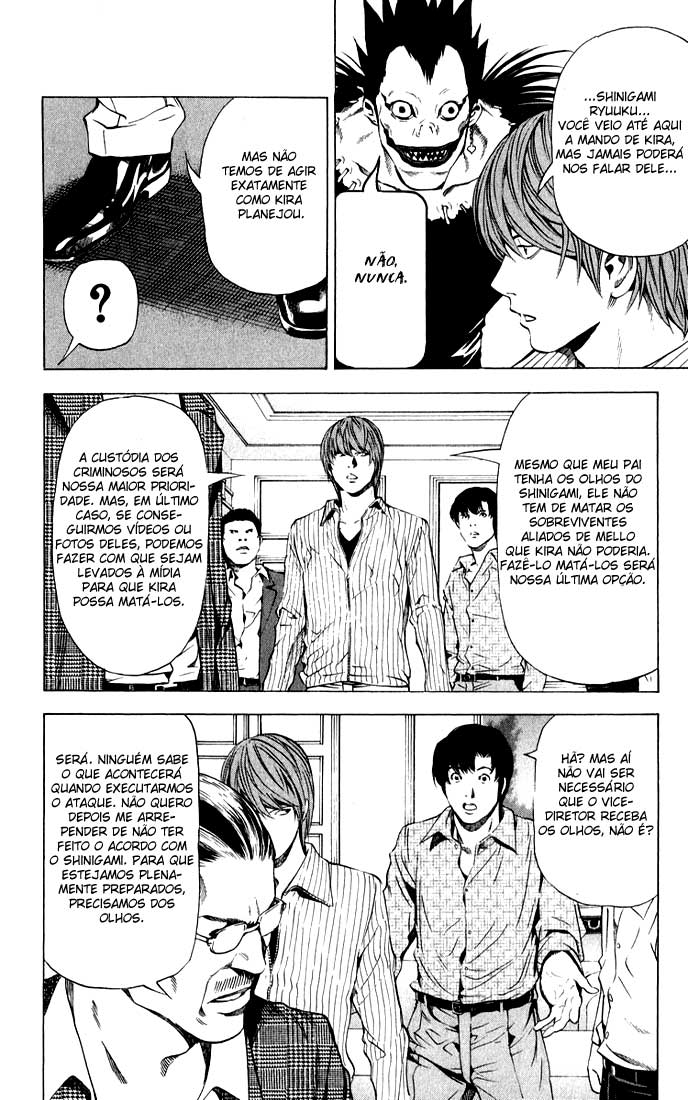 ...SHINIGAMI
RYUUKU...
VOCÊ VEIO ATÉ AQUI
A MANDO DE KIRA,
MAS JAMAIS PODERÁ
NOS FALAR DELE...
NÃO,
NUNCA.
MAS NÃO
TEMOS DE AGIR
EXATAMENTE
COMO KIRA
PLANEJOU.
?
MESMO QUE MEU PAI
TENHA OS OLHOS DO
SHINIGAMI, ELE NÃO
TEM DE MATAR OS
SOBREVIVENTES
ALIADOS DE MELLO
QUE KIRA NÃO PODERIA.
FAZÊ-LO MATÁ-LOS SERÁ
NOSSA ÚLTIMA OPÇÃO.
A CUSTÓDIA DOS
CRIMINOSOS SERÁ
NOSSA MAIOR PRIORI-
DADE. MAS, EM ÚLTIMO
CASO, SE CONSE-
GUIRMOS VÍDEOS OU
FOTOS DELES, PODEMOS
FAZER COM QUE SEJAM
LEVADOS À MÍDIA
PARA QUE KIRA
POSSA MATÁ-LOS.
HÃ? MAS AÍ
NÃO VAI SER
NECESSÁRIO
QUE O VICE-
DIRETOR RECEBA
OS OLHOS, NÃO É?
SERÁ. NINGUÉM SABE
O QUE ACONTECERÁ
QUANDO EXECUTARMOS
O ATAQUE. NÃO QUERO
DEPOIS ME ARRE-
PENDER DE NÃO TER
FEITO O ACORDO COM
O SHINIGAMI. PARA QUE
ESTEJAMOS PLENA-
MENTE PREPARADOS,
PRECISAMOS DOS
OLHOS.